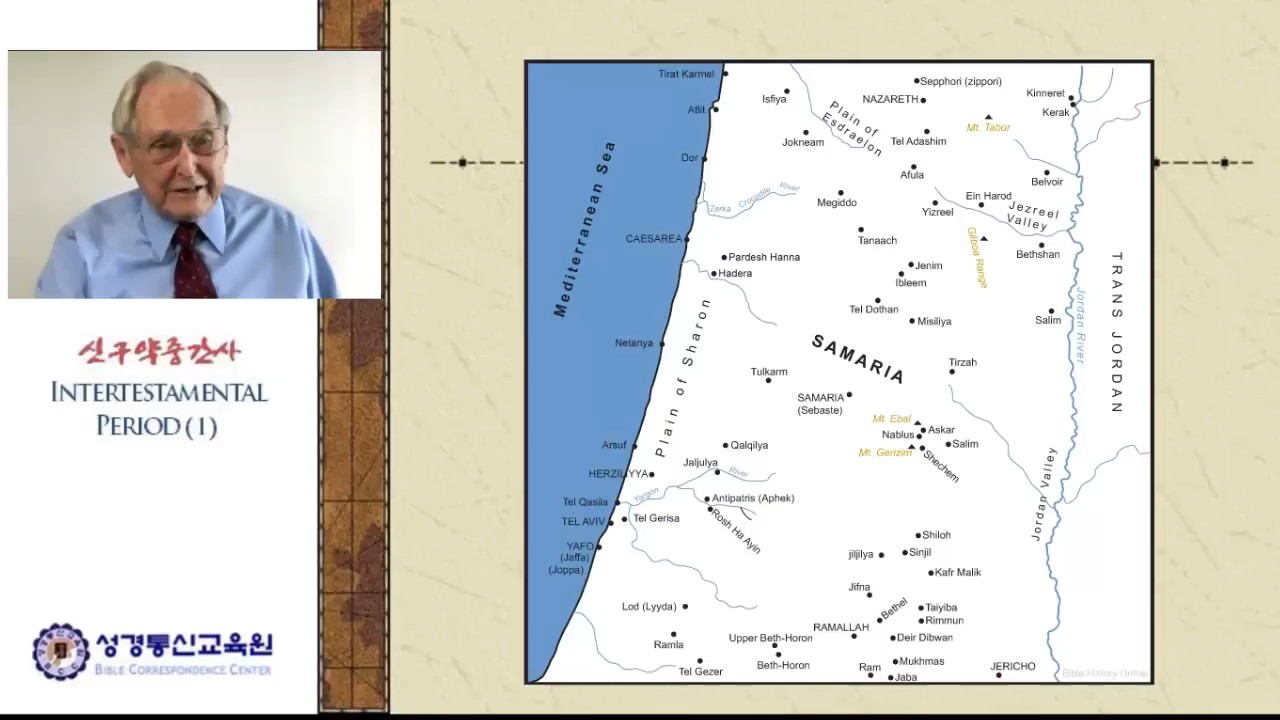 신구약중간사
INTERTESTAMENTAL
PERIOD (1)
성경통신교육원
BIBLE CORRESPONDENCE CENTER
Tirat Karmel
Sepphori (zippori)
Isfiya
NAZARETH
Kinneret
Kerak
Atlit
Plain of
Esdraelon
Mt. Tabor
Jokneam
Tel Adashim
Dor
Afula
Belvoir
Mediterranean Sea
Zerka
Crocodile
River
Megiddo
Yizreel
Ein Harod
Jezreel
Valley
Tanaach
CAESAREA
Gilboa Range
Bethshan
Pardesh Hanna
Hadera
Jenim
Ibleem
TRANS JORDAN
Jordan River
Tel Dothan
Misiliya
Salim
Plain of Sharon
Netanya
SAMARIA
Tirzah
Tulkarm
SAMARIA
(Sebaste)
Mt. Ebal
Askar
Nablus
Salim
Mt. Gerizim
Shechem
Arsuf
Qalqilya
Jaljulya
HERZILIYYA
River
Yarqon
Jordan Valley
Tel Qasila
Antipatris (Aphek)
TEL AVIV
Tel Gerisa
Rosh Ha Ayin
YAFO
(Jaffa)
(Joppa)
Shiloh
jiljilya
Sinjil
Kafr Malik
Jifna
Bethel
Lod (Lyyda)
Taiyiba
Rimmun
RAMALLAH
Ramla
Upper Beth-Horon
Deir Dibwan
Beth-Horon
Mukhmas
Tel Gezer
Ram
Jaba
JERICHO
Bible History Online